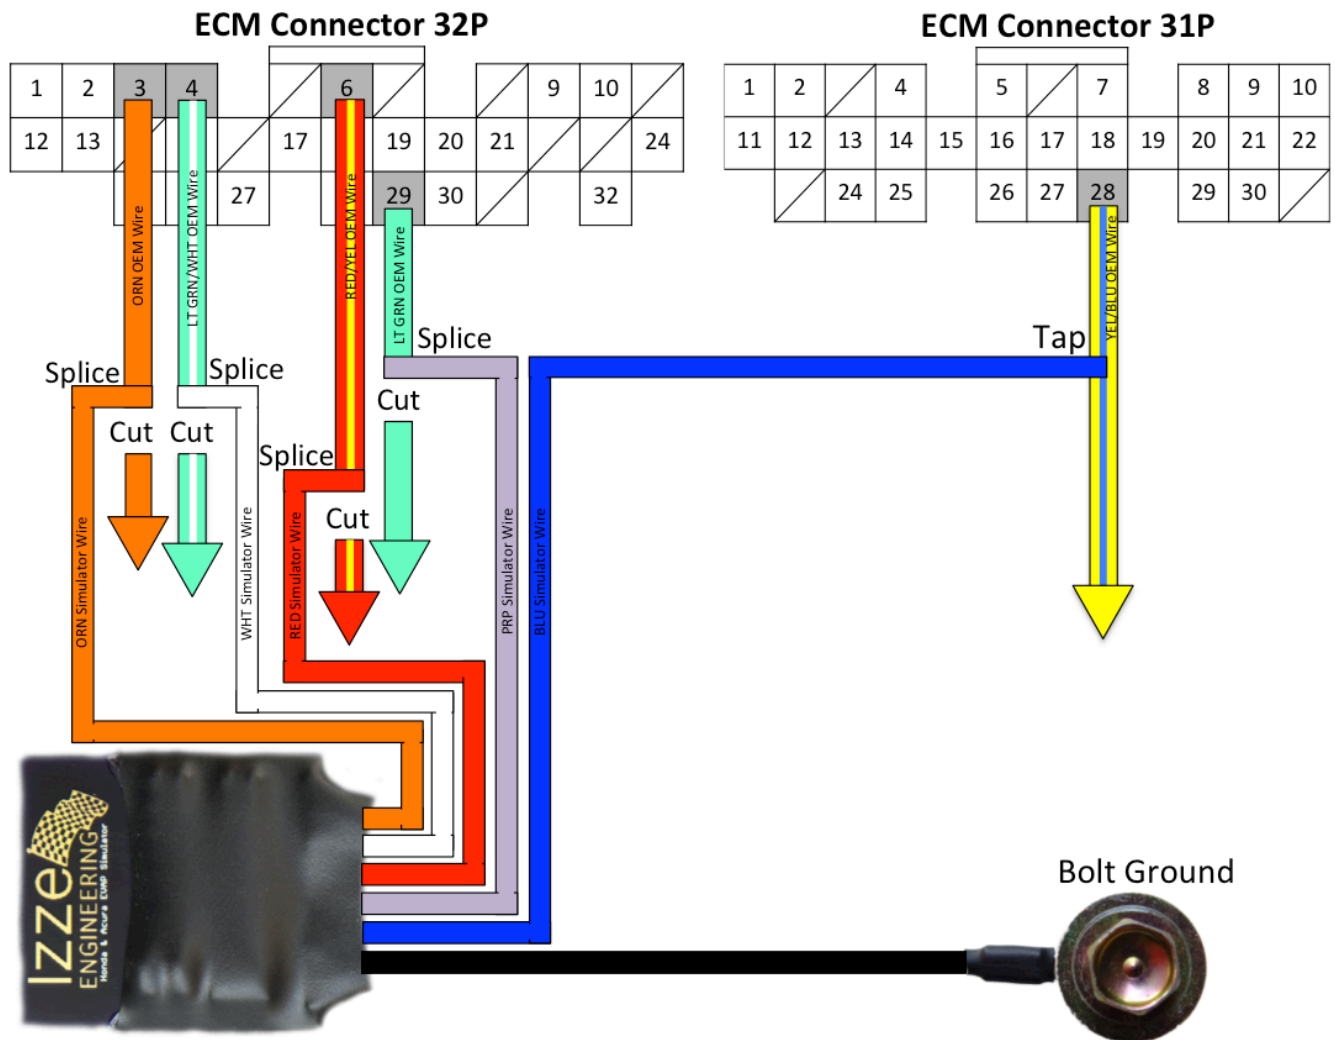 ECM Connector 32P
ECM Connector 31P
1 2 3 4 6 9 10
12 13 17 19 20 21 24
27 29 30 32
1 2 4 5 7 8 9 10
11 12 13 14 15 16 17 18 19 20 21 22
24 25 26 27 28 29 30
ORN OEM Wire
LT GRN/WHT OEM Wire
RED/YEL OEM Wire
LT GRN OEM Wire
YEL/BLU OEM Wire
Splice
Splice
Splice
Splice
Tap
Cut
Cut
Cut
Cut
ORN Simulator Wire
WHT Simulator Wire
RED Simulator Wire
PRP Simulator Wire
BLU Simulator Wire
Izze
ENGINEERING
Honda & Acura EVAP Simulator
Bolt Ground